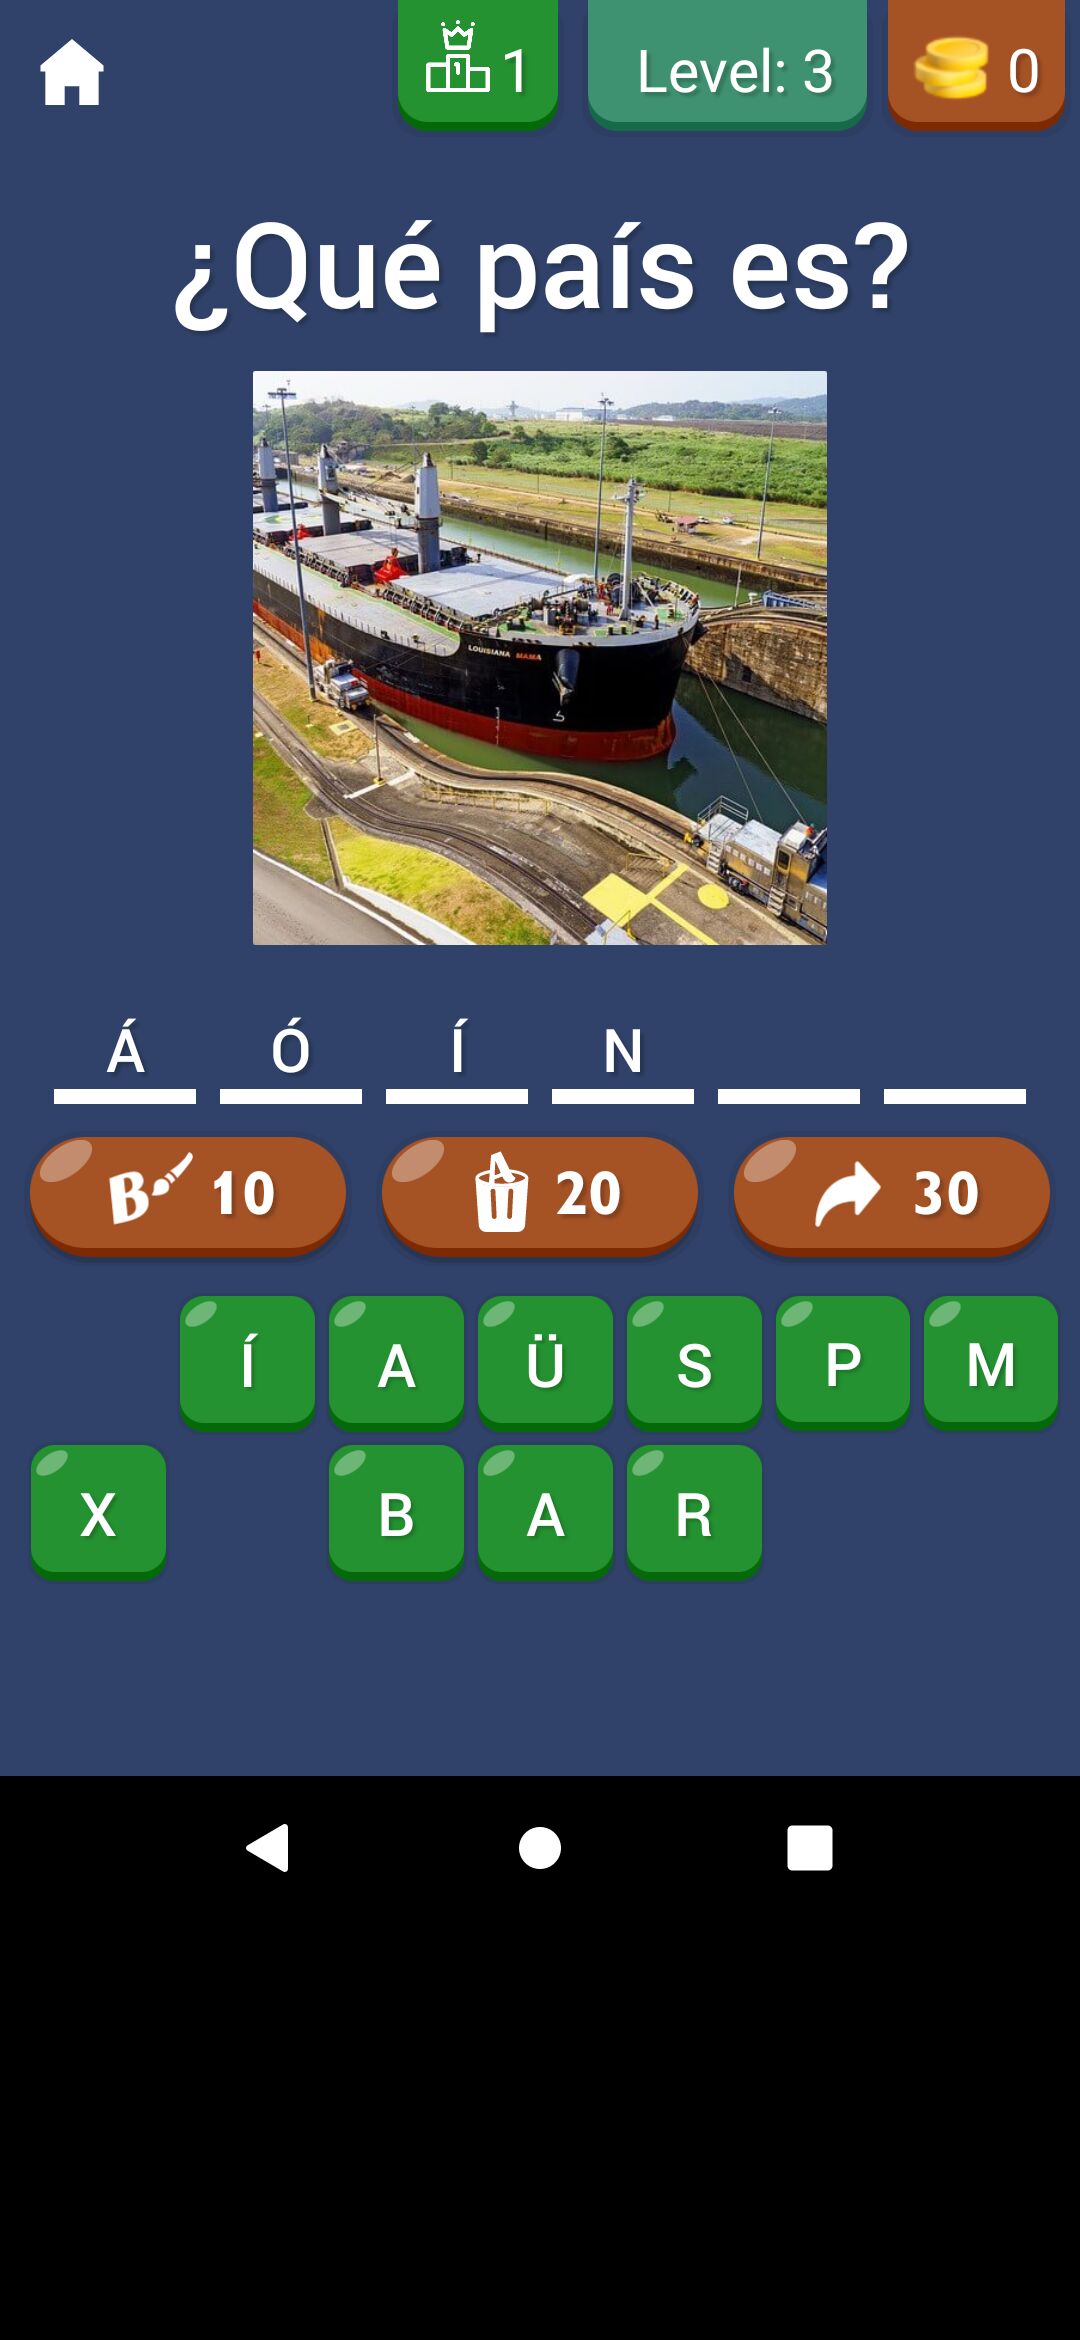 1 Level: 3 0
¿Qué país es?
LOUISIANA MAMA
Á Ó Í N
B 10 20 30
Í A Ü S P M
X B A R